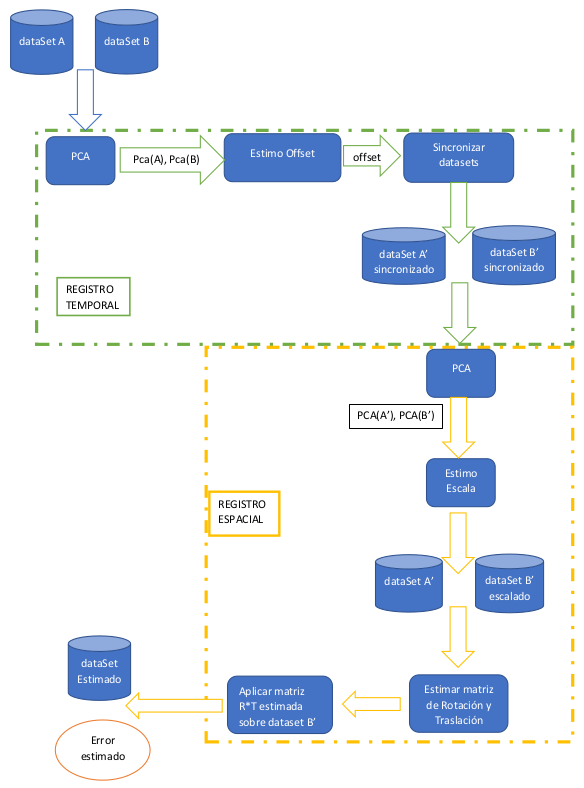 dataSet A
dataSet B
PCA
Pca(A), Pca(B)
Estimo Offset
offset
Sincronizar
datasets
dataSet A’
sincronizado
dataSet B’
sincronizado
REGISTRO
TEMPORAL
PCA
PCA(A’), PCA(B’)
Estimo
Escala
REGISTRO
ESPACIAL
dataSet A’
dataSet B’
escalado
Estimar matriz
de Rotación y
Traslación
Aplicar matriz
R*T estimada
sobre dataset B’
dataSet
Estimado
Error
estimado